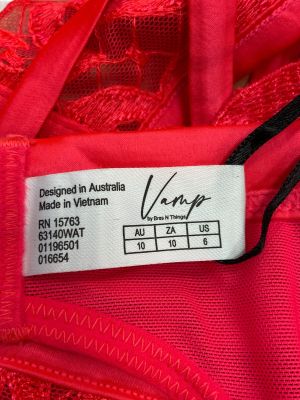 Designed in Australia
Made in Vietnam
RN 15763
63140WAT
01196501
016654
Vamp
by Bras N Things
AU ZA US
10 10 6